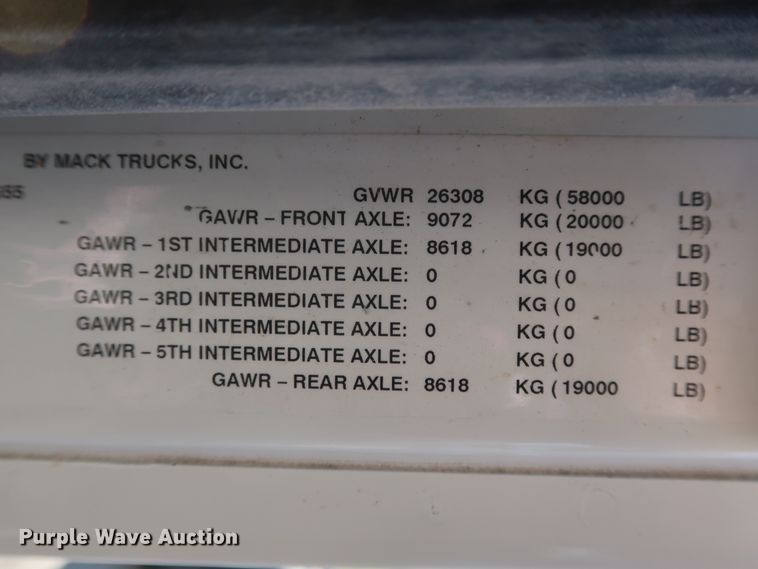 BY MACK TRUCKS, INC.
GVWR 26308 KG ( 58000 LB)
GAWR – FRONT AXLE: 9072 KG ( 20000 LB)
GAWR – 1ST INTERMEDIATE AXLE: 8618 KG ( 19000 LB)
GAWR – 2ND INTERMEDIATE AXLE: 0 KG ( 0 LB)
GAWR – 3RD INTERMEDIATE AXLE: 0 KG ( 0 LB)
GAWR – 4TH INTERMEDIATE AXLE: 0 KG ( 0 LB)
GAWR – 5TH INTERMEDIATE AXLE: 0 KG ( 0 LB)
GAWR – REAR AXLE: 8618 KG ( 19000 LB)
Purple Wave Auction